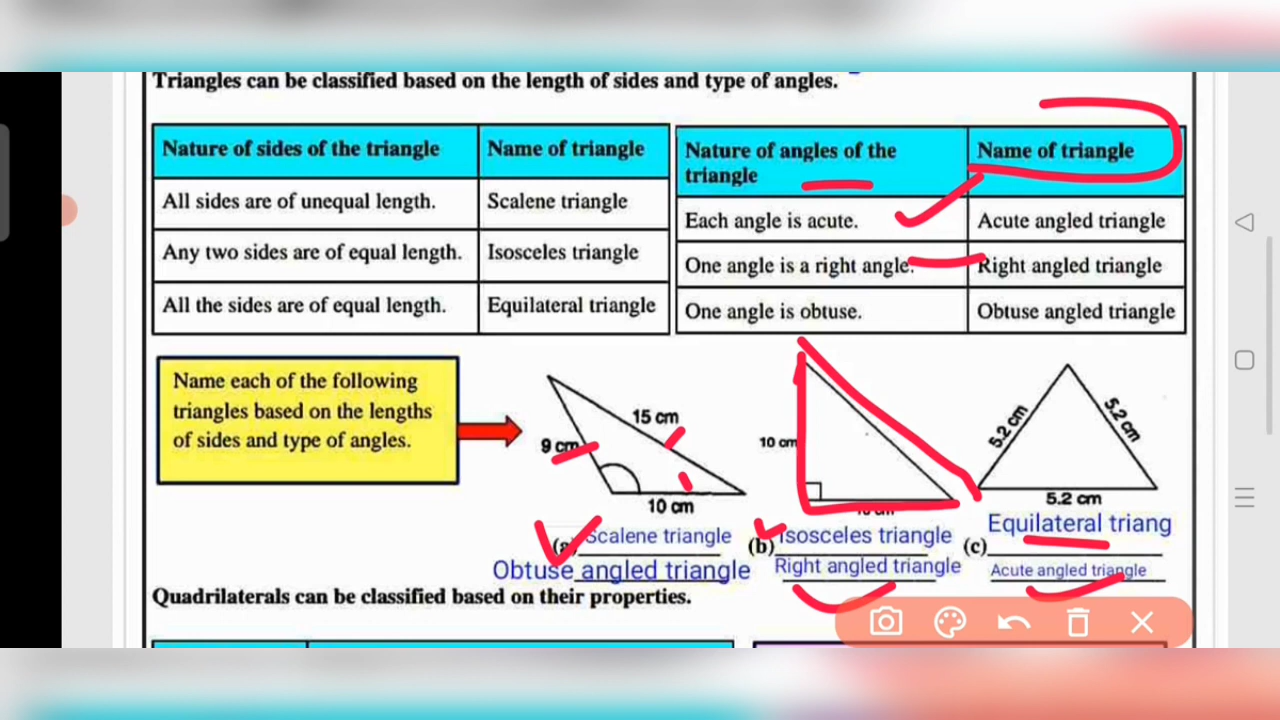 Triangles can be classified based on the length of sides and type of angles.
Nature of sides of the triangle
Name of triangle
All sides are of unequal length.
Scalene triangle
Any two sides are of equal length.
Isosceles triangle
All the sides are of equal length.
Equilateral triangle
Nature of angles of the
triangle
Name of triangle
Each angle is acute.
Acute angled triangle
One angle is a right angle.
Right angled triangle
One angle is obtuse.
Obtuse angled triangle
Name each of the following
triangles based on the lengths
of sides and type of angles.
15 cm
9 cm
10 cm
10 cm
5.2 cm
5.2 cm
5.2 cm
(a) Scalene triangle
Obtuse angled triangle
(b) Isosceles triangle
Right angled triangle
(c) Equilateral triang
Acute angled triangle
Quadrilaterals can be classified based on their properties.